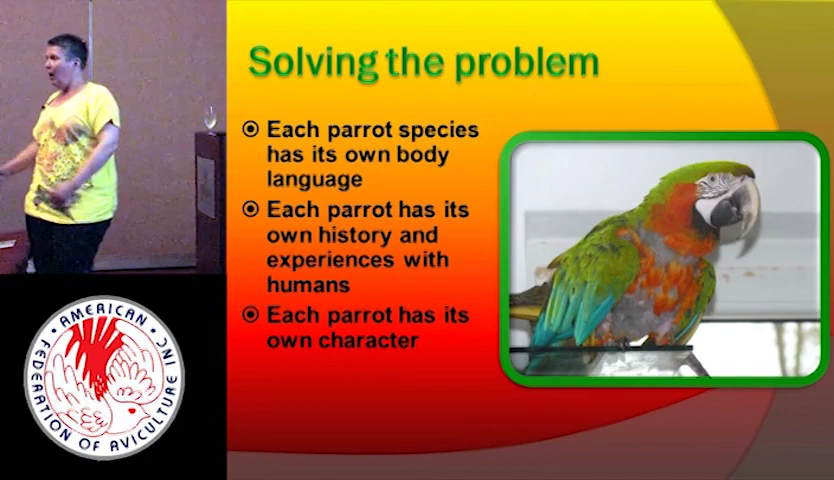 Solving the problem
Each parrot species
has its own body
language
Each parrot has its
own history and
experiences with
humans
Each parrot has its
own character
AMERICAN
FEDERATION OF AVICULTURE INC